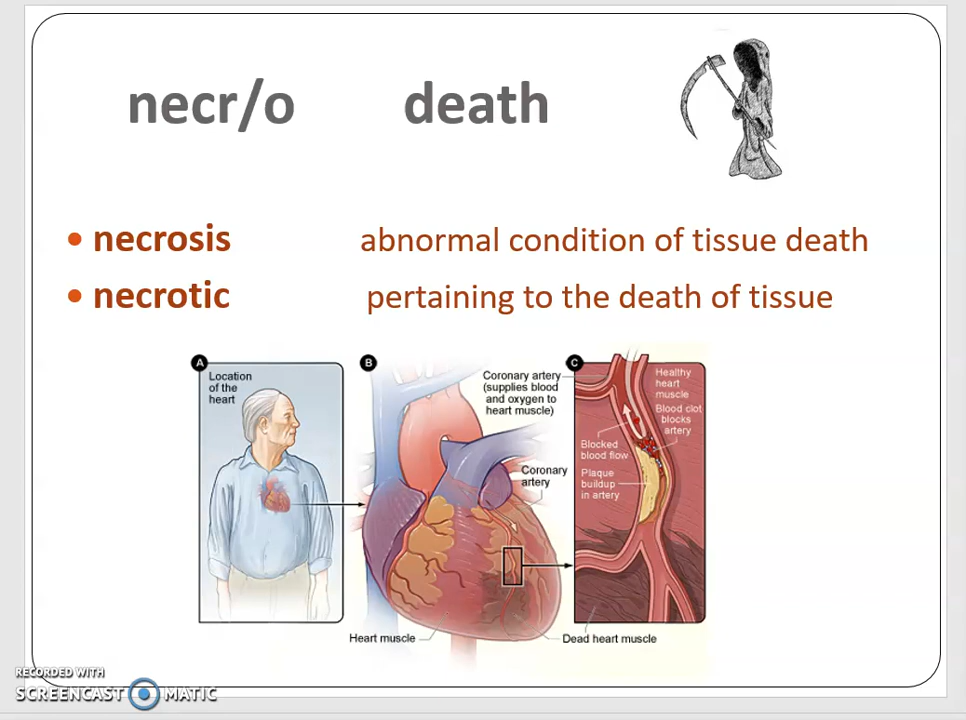 necr/o death
necrosis abnormal condition of tissue death
necrotic pertaining to the death of tissue
A
Location
of the
heart
B
Coronary artery
(supplies blood
and oxygen to
heart muscle)
Coronary
artery
Heart muscle
Dead heart muscle
C
Healthy
heart
muscle
Blood clot
blocks
artery
Blocked
blood flow
Plaque
buildup
in artery
RECORDED WITH
SCREENCAST MATIC